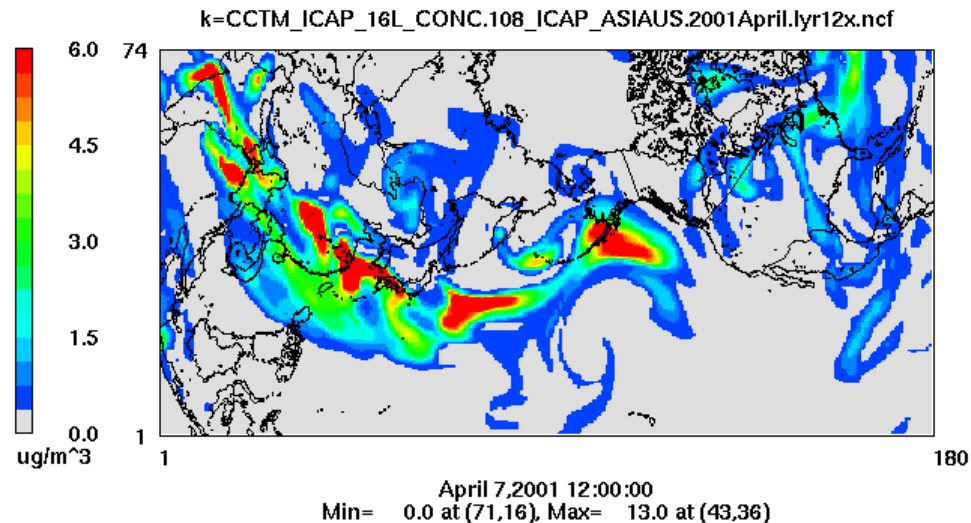 k=CCTM_ICAP_16L_CONC.108_ICAP_ASIAUS.2001April.lyr12x.ncf
6.0
4.5
3.0
1.5
0.0
ug/m^3
74
1
1
180
April 7,2001 12:00:00
Min= 0.0 at (71,16), Max= 13.0 at (43,36)